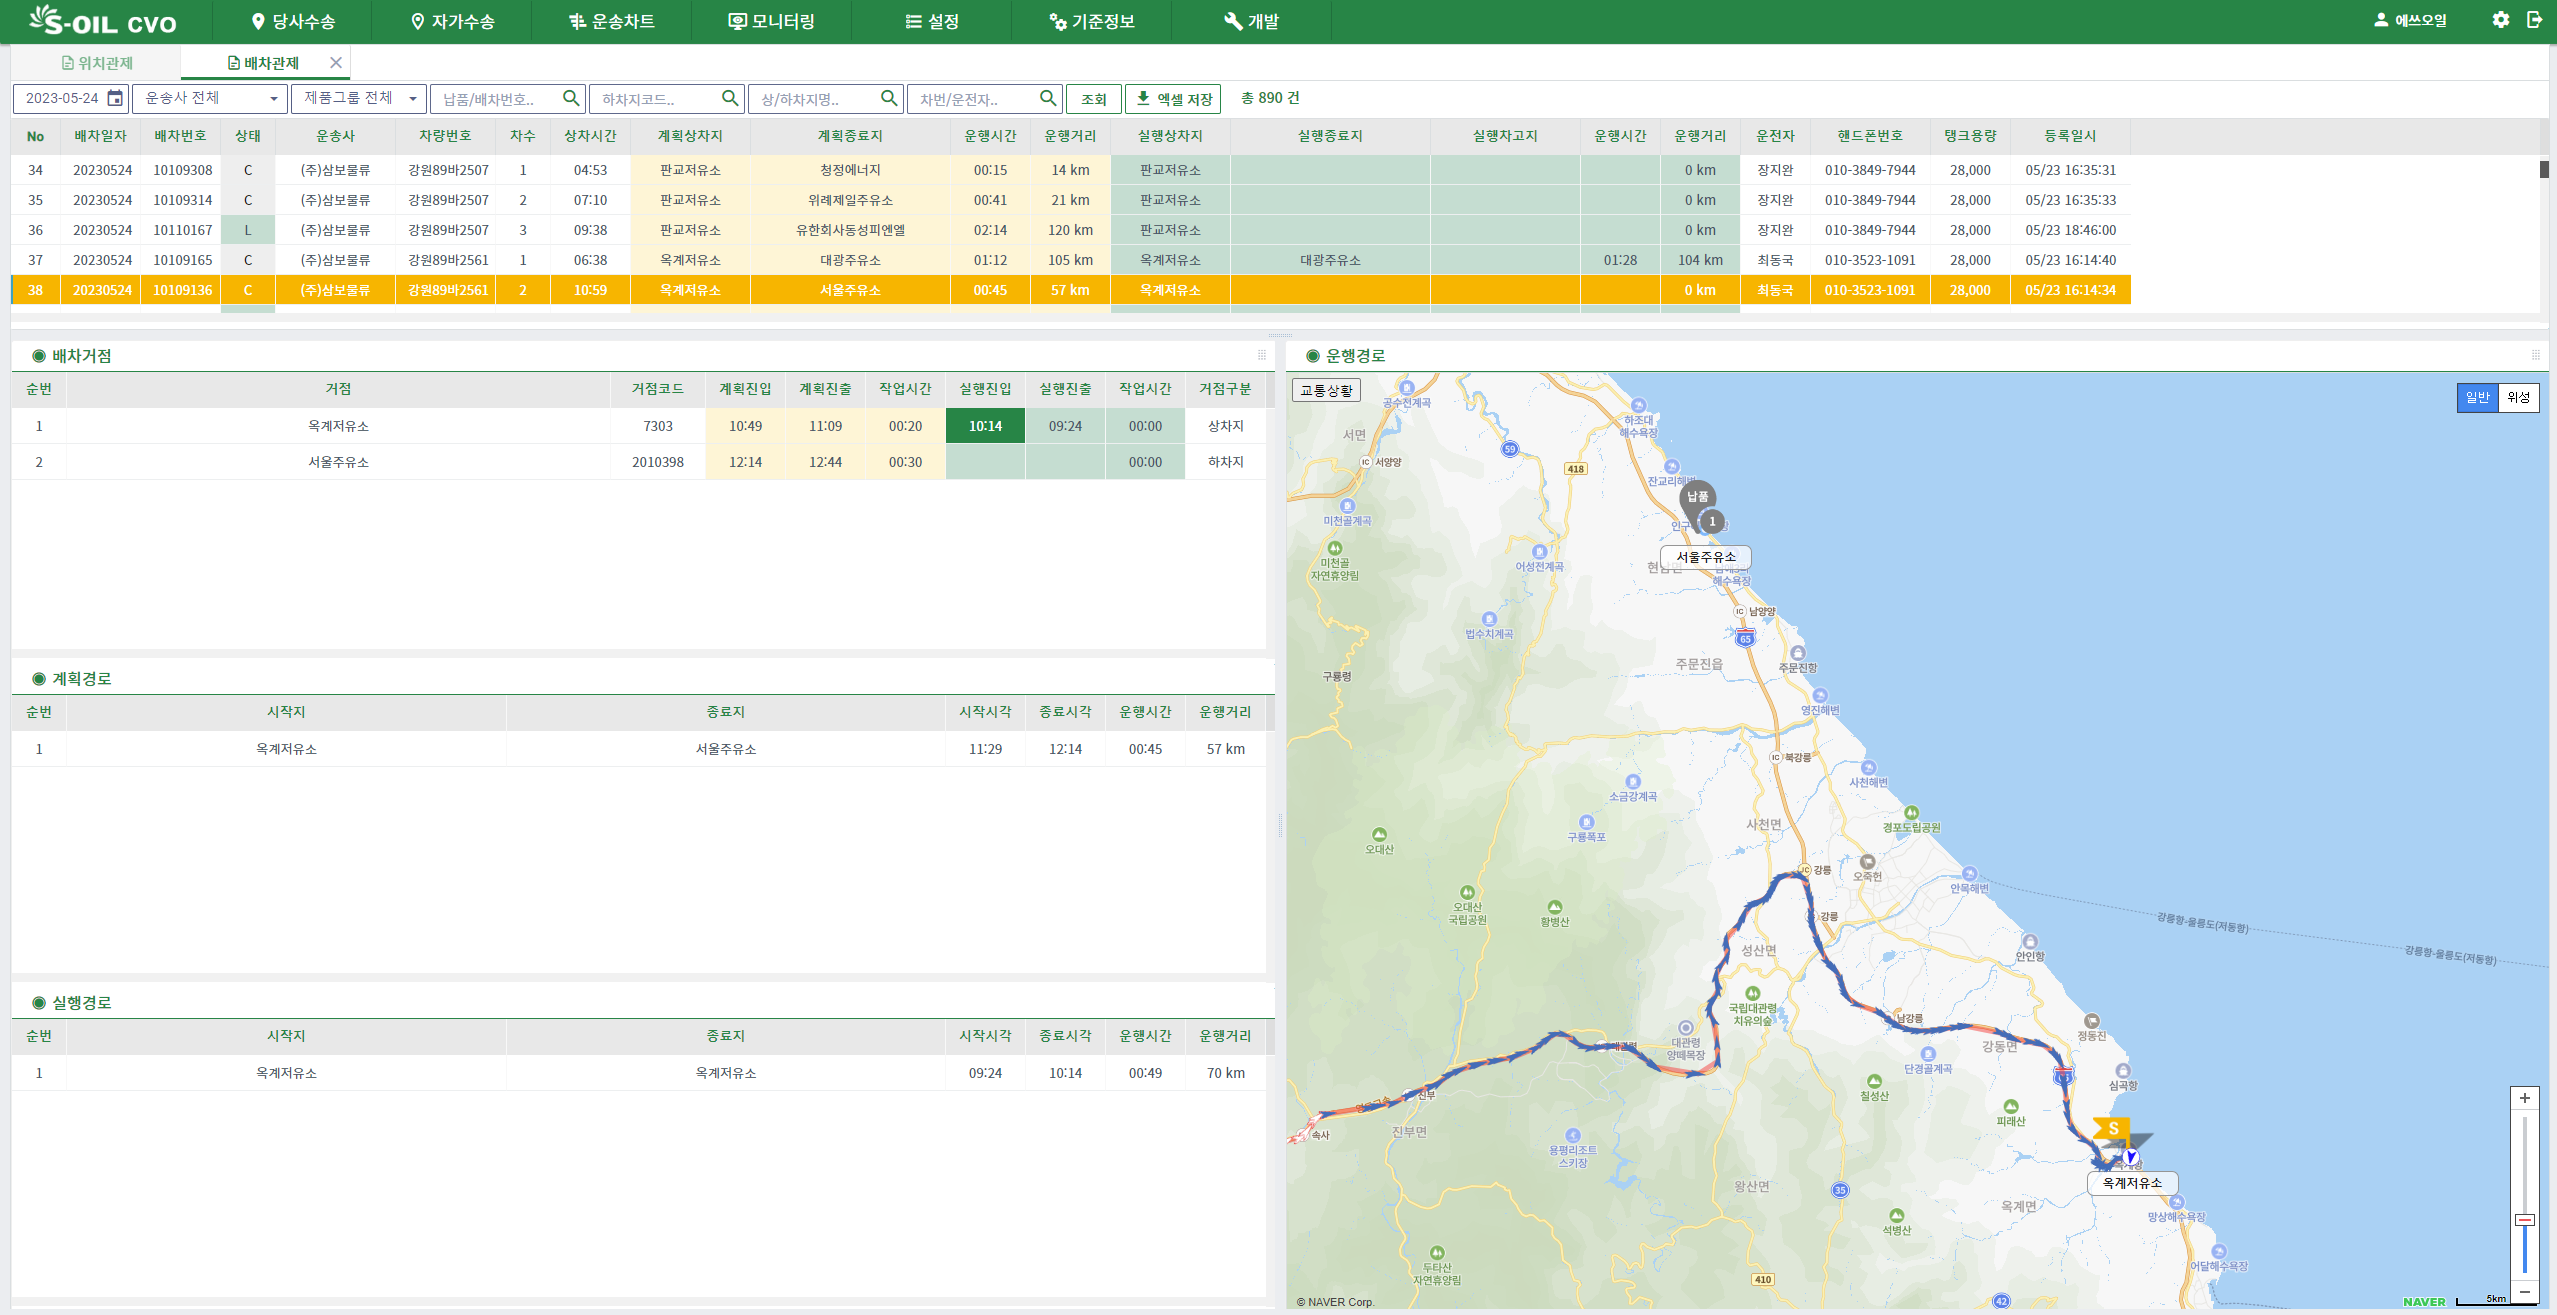 S-OIL CVO 당사수송 자가수송 운송차트 모니터링 설정 기준정보 개발 에쓰오일
위치관제 배차관제
2023-05-24 운송사 전체 제품그룹 전체 납품/배차번호.. 하차지코드.. 상/하차지명.. 차번/운전자.. 조회 엑셀 저장 총 890 건
No 배차일자 배차번호 상태 운송사 차량번호 차수 상차시간 계획상차지 계획종료지 운행시간 운행거리 실행상차지 실행종료지 실행차고지 운행시간 운행거리 운전자 핸드폰번호 탱크용량 등록일시
34 20230524 10109308 C (주)삼보물류 강원89바2507 1 04:53 판교저유소 청정에너지 00:15 14 km 판교저유소 0 km 장지완 010-3849-7944 28,000 05/23 16:35:31
35 20230524 10109314 C (주)삼보물류 강원89바2507 2 07:10 판교저유소 위례제일주유소 00:41 21 km 판교저유소 0 km 장지완 010-3849-7944 28,000 05/23 16:35:33
36 20230524 10110167 L (주)삼보물류 강원89바2507 3 09:38 판교저유소 유한회사동성피엔엘 02:14 120 km 판교저유소 0 km 장지완 010-3849-7944 28,000 05/23 18:46:00
37 20230524 10109165 C (주)삼보물류 강원89바2561 1 06:38 옥계저유소 대광주유소 01:12 105 km 옥계저유소 대광주유소 01:28 104 km 최동국 010-3523-1091 28,000 05/23 16:14:40
38 20230524 10109136 C (주)삼보물류 강원89바2561 2 10:59 옥계저유소 서울주유소 00:45 57 km 옥계저유소 0 km 최동국 010-3523-1091 28,000 05/23 16:14:34
배차거점
순번 거점 거점코드 계획진입 계획진출 작업시간 실행진입 실행진출 작업시간 거점구분
1 옥계저유소 7303 10:49 11:09 00:20 10:14 09:24 00:00 상차지
2 서울주유소 2010398 12:14 12:44 00:30 00:00 하차지
계획경로
순번 시작지 종료지 시작시각 종료시각 운행시간 운행거리
1 옥계저유소 서울주유소 11:29 12:14 00:45 57 km
실행경로
순번 시작지 종료지 시작시각 종료시각 운행시간 운행거리
1 옥계저유소 옥계저유소 09:24 10:14 00:49 70 km
운행경로
교통상황
일반 위성
공수전계곡
하조대
해수욕장
서면
59
IC 서양양
418
잔교리해변
납품
미천골계곡
1
미천골
자연휴양림
어성전계곡
서울주유소
해수욕장
IC 남양양
법수치계곡
65
주문진읍
주문진항
구룡령
영진해변
IC 북강릉
사천해변
소금강계곡
경포도립공원
구룡폭포
사천면
오대산
오죽헌
강릉
안목해변
오대산
국립공원
황병산
강릉
강릉항-울릉도(저동항)
성산면
안인항
강릉항-울릉도(저동항)
국립대관령
치유의숲
남강릉
정동진
대관령
양떼목장
강동면
단경골계곡
심곡항
칠성산
진부
피래산
S
속사
진부면
용평리조트
스키장
옥계저유소
왕산면
35
옥계면
망상해수욕장
석병산
어달해수욕장
두타산
자연휴양림
410
42
© NAVER Corp.
NAVER 5km